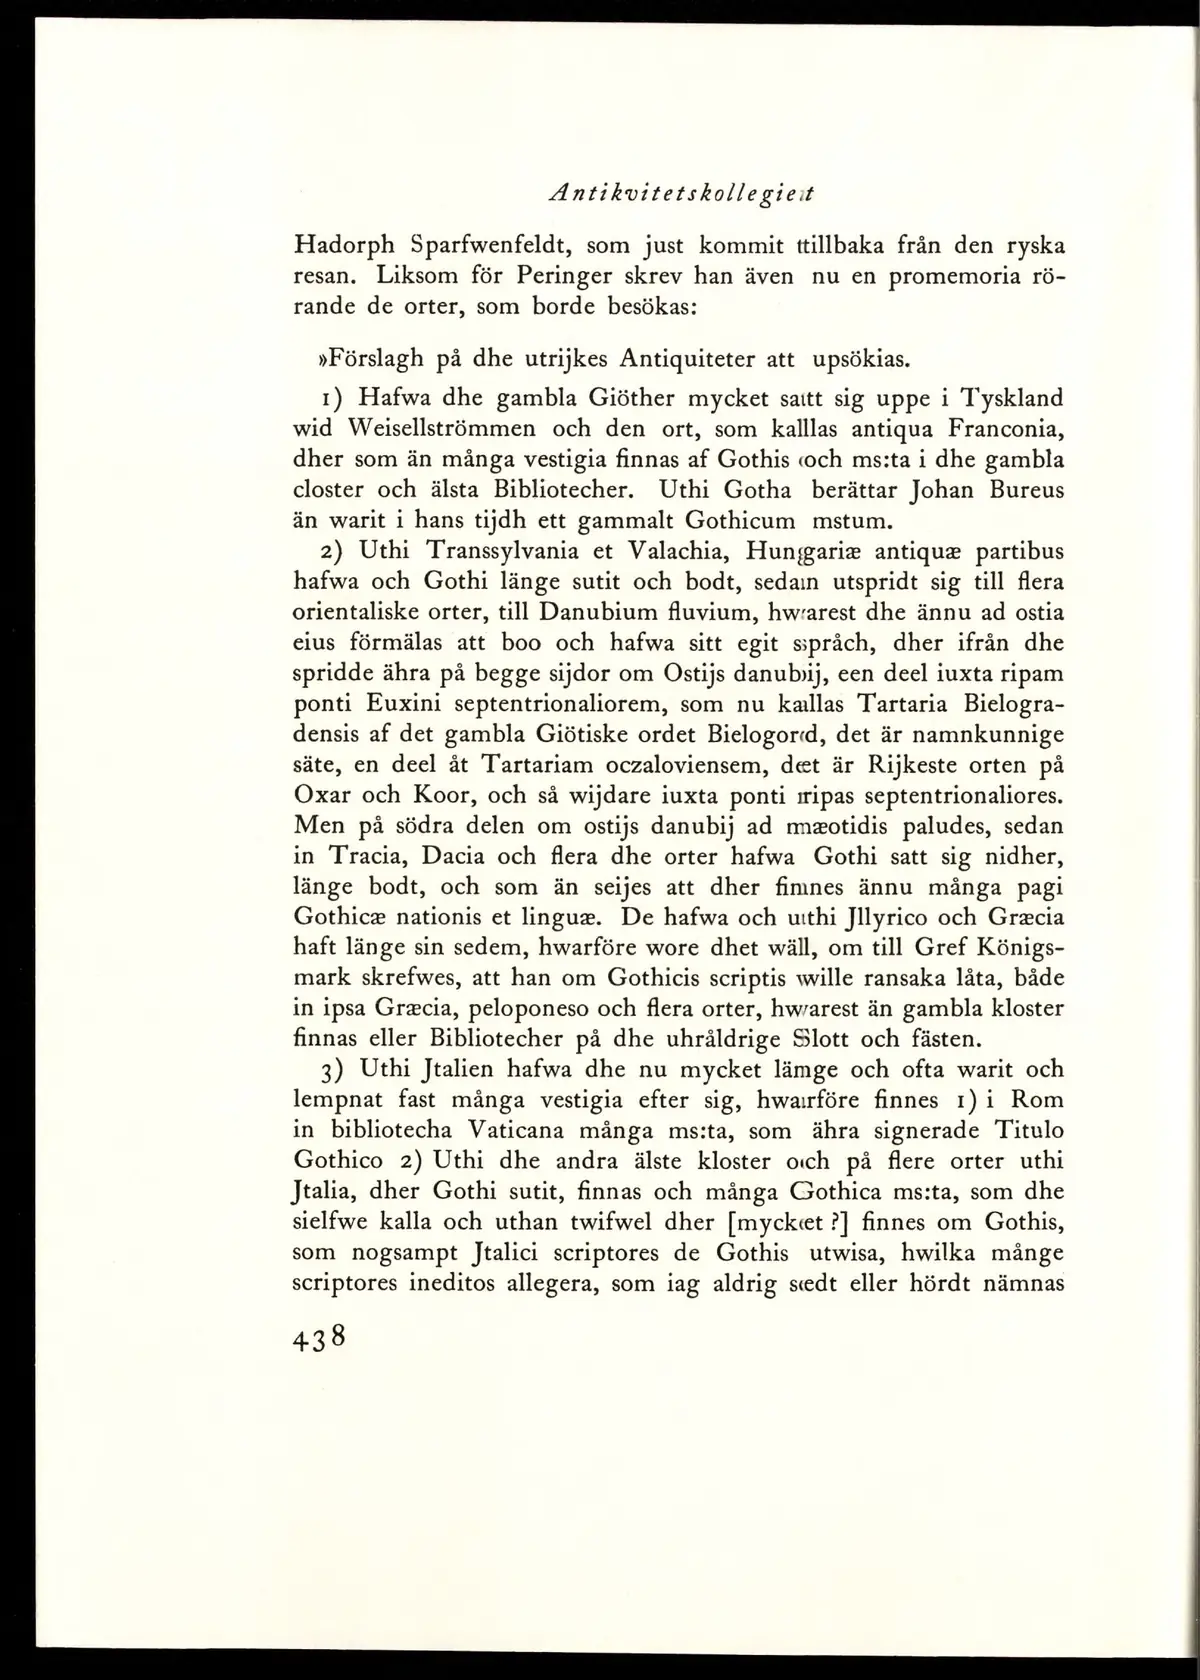 Antikvitetskollegiet
Hadorph Sparfwenfeldt, som just kommit tillbaka från den ryska
resan. Liksom för Peringer skrev han även nu en promemoria rö-
rande de orter, som borde besökas:
»Förslagh på dhe utrijkes Antiquiteter att upsökias.
1) Hafwa dhe gambla Giöther mycket satt sig uppe i Tyskland
wid Weisellströmmen och den ort, som kallas antiqua Franconia,
dher som än många vestigia finnas af Gothis och ms:ta i dhe gambla
closter och älsta Bibliotecher. Uthi Gotha berättar Johan Bureus
än warit i hans tijdh ett gammalt Gothicum mstum.
2) Uthi Transsylvania et Valachia, Hungariæ antiquæ partibus
hafwa och Gothi länge sutit och bodt, sedan utspridt sig till flera
orientaliske orter, till Danubium fluvium, hwarest dhe ännu ad ostia
eius förmälas att boo och hafwa sitt egit språch, dher ifrån dhe
spridde ähra på begge sijdor om Ostijs danubij, een deel iuxta ripam
ponti Euxini septentrionaliorem, som nu kallas Tartaria Bielogra-
densis af det gambla Giötiske ordet Bielogord, det är namnkunnige
säte, en deel åt Tartariam oczaloviensem, det är Rijkeste orten på
Oxar och Koor, och så wijdare iuxta ponti ripas septentrionaliores.
Men på södra delen om ostijs danubij ad mæotidis paludes, sedan
in Tracia, Dacia och flera dhe orter hafwa Gothi satt sig nidher,
länge bodt, och som än seijes att dher finnes ännu många pagi
Gothicæ nationis et linguæ. De hafwa och uthi Jllyrico och Græcia
haft länge sin sedem, hwarföre wore dhet wäll, om till Gref Königs-
mark skrefwes, att han om Gothicis scriptis wille ransaka låta, både
in ipsa Græcia, peloponeso och flera orter, hwarest än gambla kloster
finnas eller Bibliotecher på dhe uhråldrige Slott och fästen.
3) Uthi Jtalien hafwa dhe nu mycket länge och ofta warit och
lempnat fast många vestigia efter sig, hwarföre finnes 1) i Rom
in bibliotecha Vaticana många ms:ta, som ähra signerade Titulo
Gothico 2) Uthi dhe andra älste kloster och på flere orter uthi
Jtalia, dher Gothi sutit, finnas och många Gothica ms:ta, som dhe
sielfwe kalla och uthan twifwel dher [mycket ?] finnes om Gothis,
som nogsampt Jtalici scriptores de Gothis utwisa, hwilka månge
scriptores ineditos allegera, som iag aldrig sedt eller hördt nämnas
438